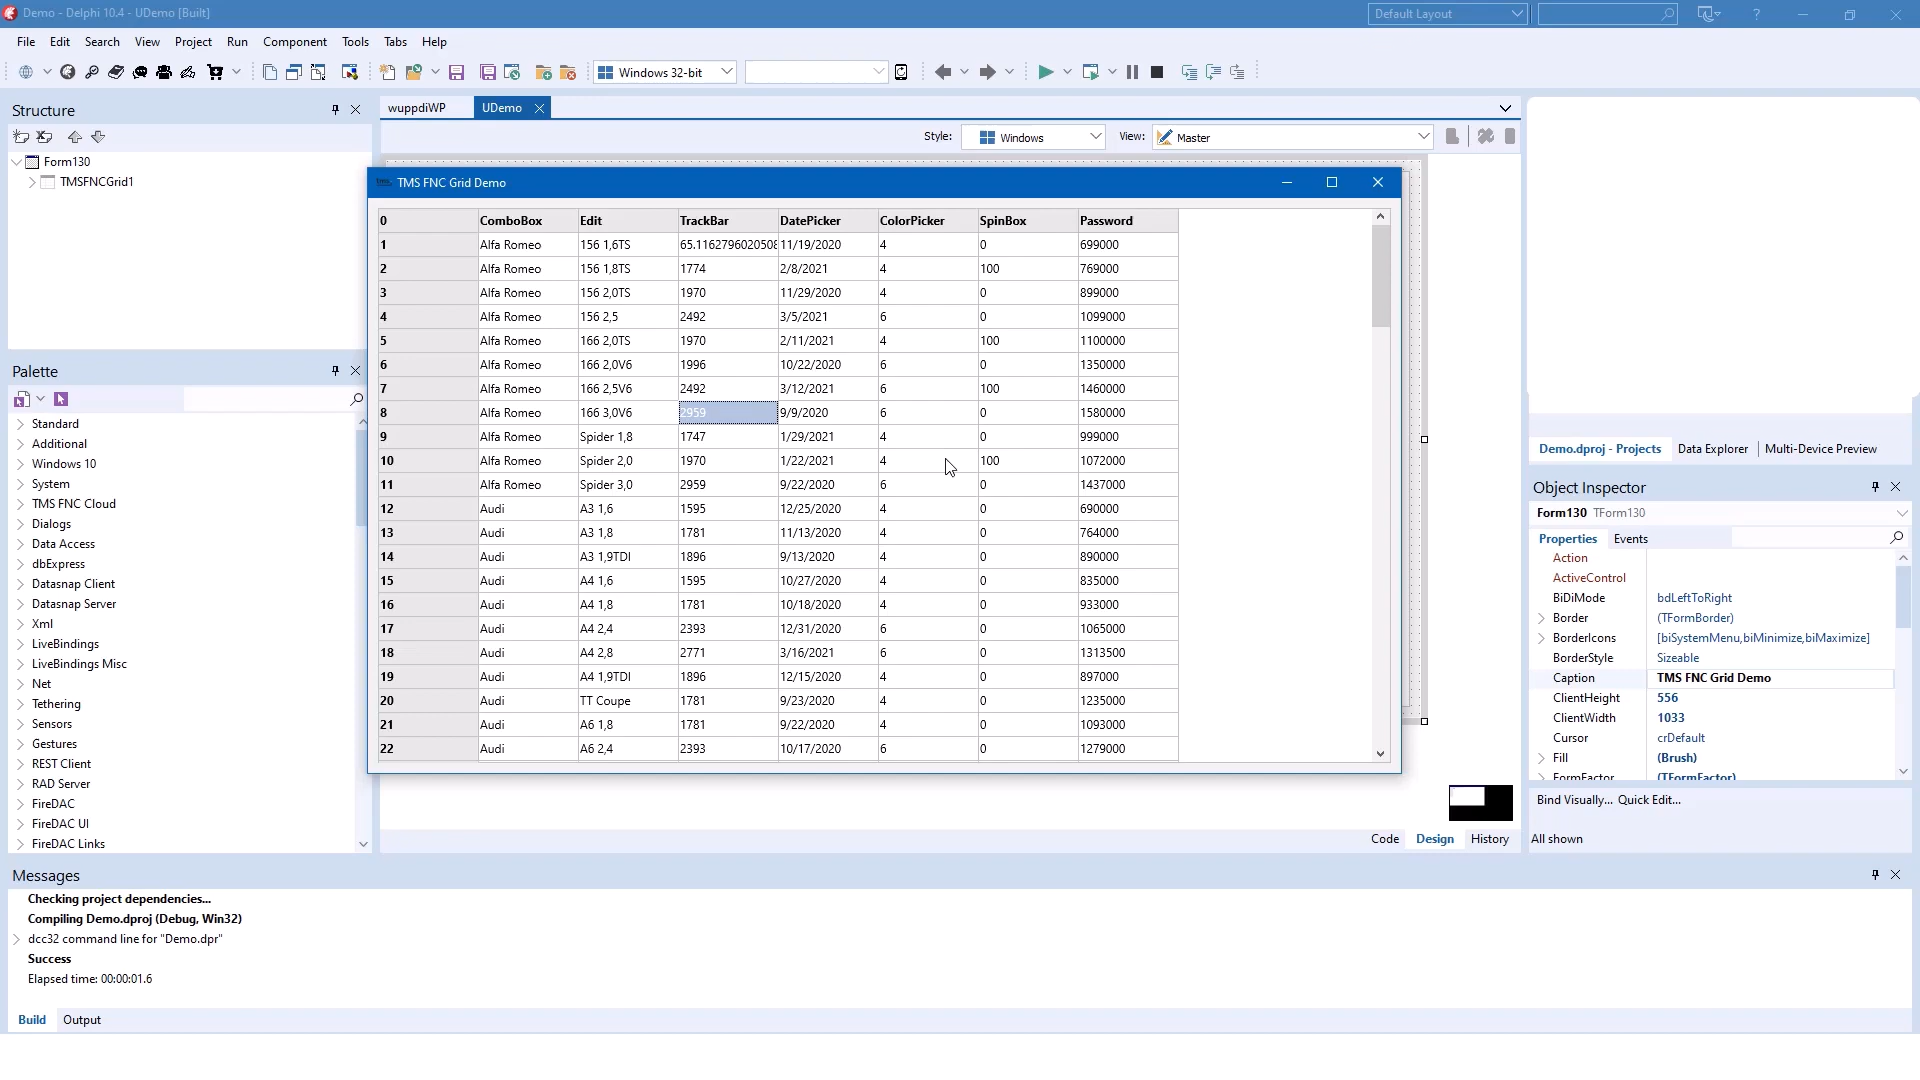 Demo - Delphi 10.4 - UDemo [Built]
Default Layout
?
File Edit Search View Project Run Component Tools Tabs Help
Windows 32-bit
Structure
Form130
TMSFNCGrid1
Palette
Standard
Additional
Windows 10
System
TMS FNC Cloud
Dialogs
Data Access
dbExpress
Datasnap Client
Datasnap Server
Xml
LiveBindings
LiveBindings Misc
Net
Tethering
Sensors
Gestures
REST Client
RAD Server
FireDAC
FireDAC UI
FireDAC Links
wuppdiWP UDemo
Style: Windows View: Master
TMS FNC Grid Demo
0 ComboBox Edit TrackBar DatePicker ColorPicker SpinBox Password
1 Alfa Romeo 156 1,6TS 65.1162796020508 11/19/2020 4 0 699000
2 Alfa Romeo 156 1,8TS 1774 2/8/2021 4 100 769000
3 Alfa Romeo 156 2,0TS 1970 11/29/2020 4 0 899000
4 Alfa Romeo 156 2,5 2492 3/5/2021 6 0 1099000
5 Alfa Romeo 166 2,0TS 1970 2/11/2021 4 100 1100000
6 Alfa Romeo 166 2,0V6 1996 10/22/2020 6 0 1350000
7 Alfa Romeo 166 2,5V6 2492 3/12/2021 6 100 1460000
8 Alfa Romeo 166 3,0V6 2959 9/9/2020 6 0 1580000
9 Alfa Romeo Spider 1,8 1747 1/29/2021 4 0 999000
10 Alfa Romeo Spider 2,0 1970 1/22/2021 4 100 1072000
11 Alfa Romeo Spider 3,0 2959 9/22/2020 6 0 1437000
12 Audi A3 1,6 1595 12/25/2020 4 0 690000
13 Audi A3 1,8 1781 11/13/2020 4 0 764000
14 Audi A3 1,9TDI 1896 9/13/2020 4 0 890000
15 Audi A4 1,6 1595 10/27/2020 4 0 835000
16 Audi A4 1,8 1781 10/18/2020 4 0 933000
17 Audi A4 2,4 2393 12/31/2020 6 0 1065000
18 Audi A4 2,8 2771 3/16/2021 6 0 1313500
19 Audi A4 1,9TDI 1896 12/15/2020 4 0 897000
20 Audi TT Coupe 1781 9/23/2020 4 0 1235000
21 Audi A6 1,8 1781 9/22/2020 4 0 1093000
22 Audi A6 2,4 2393 10/17/2020 6 0 1279000
Code Design History
Demo.dproj - Projects Data Explorer Multi-Device Preview
Object Inspector
Form130 TForm130
Properties Events
Action
ActiveControl
BiDiMode bdLeftToRight
Border (TFormBorder)
BorderIcons [biSystemMenu,biMinimize,biMaximize]
BorderStyle Sizeable
Caption TMS FNC Grid Demo
ClientHeight 556
ClientWidth 1033
Cursor crDefault
Fill (Brush)
FormFactor (TFormFactor)
Bind Visually... Quick Edit...
All shown
Messages
Checking project dependencies...
Compiling Demo.dproj (Debug, Win32)
dcc32 command line for "Demo.dpr"
Success
Elapsed time: 00:00:01.6
Build Output